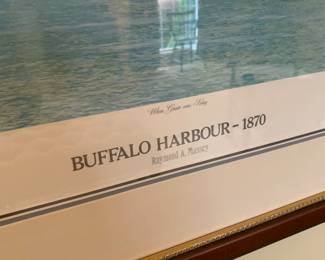 When Grain was King
BUFFALO HARBOUR - 1870
Raymond A. Massey